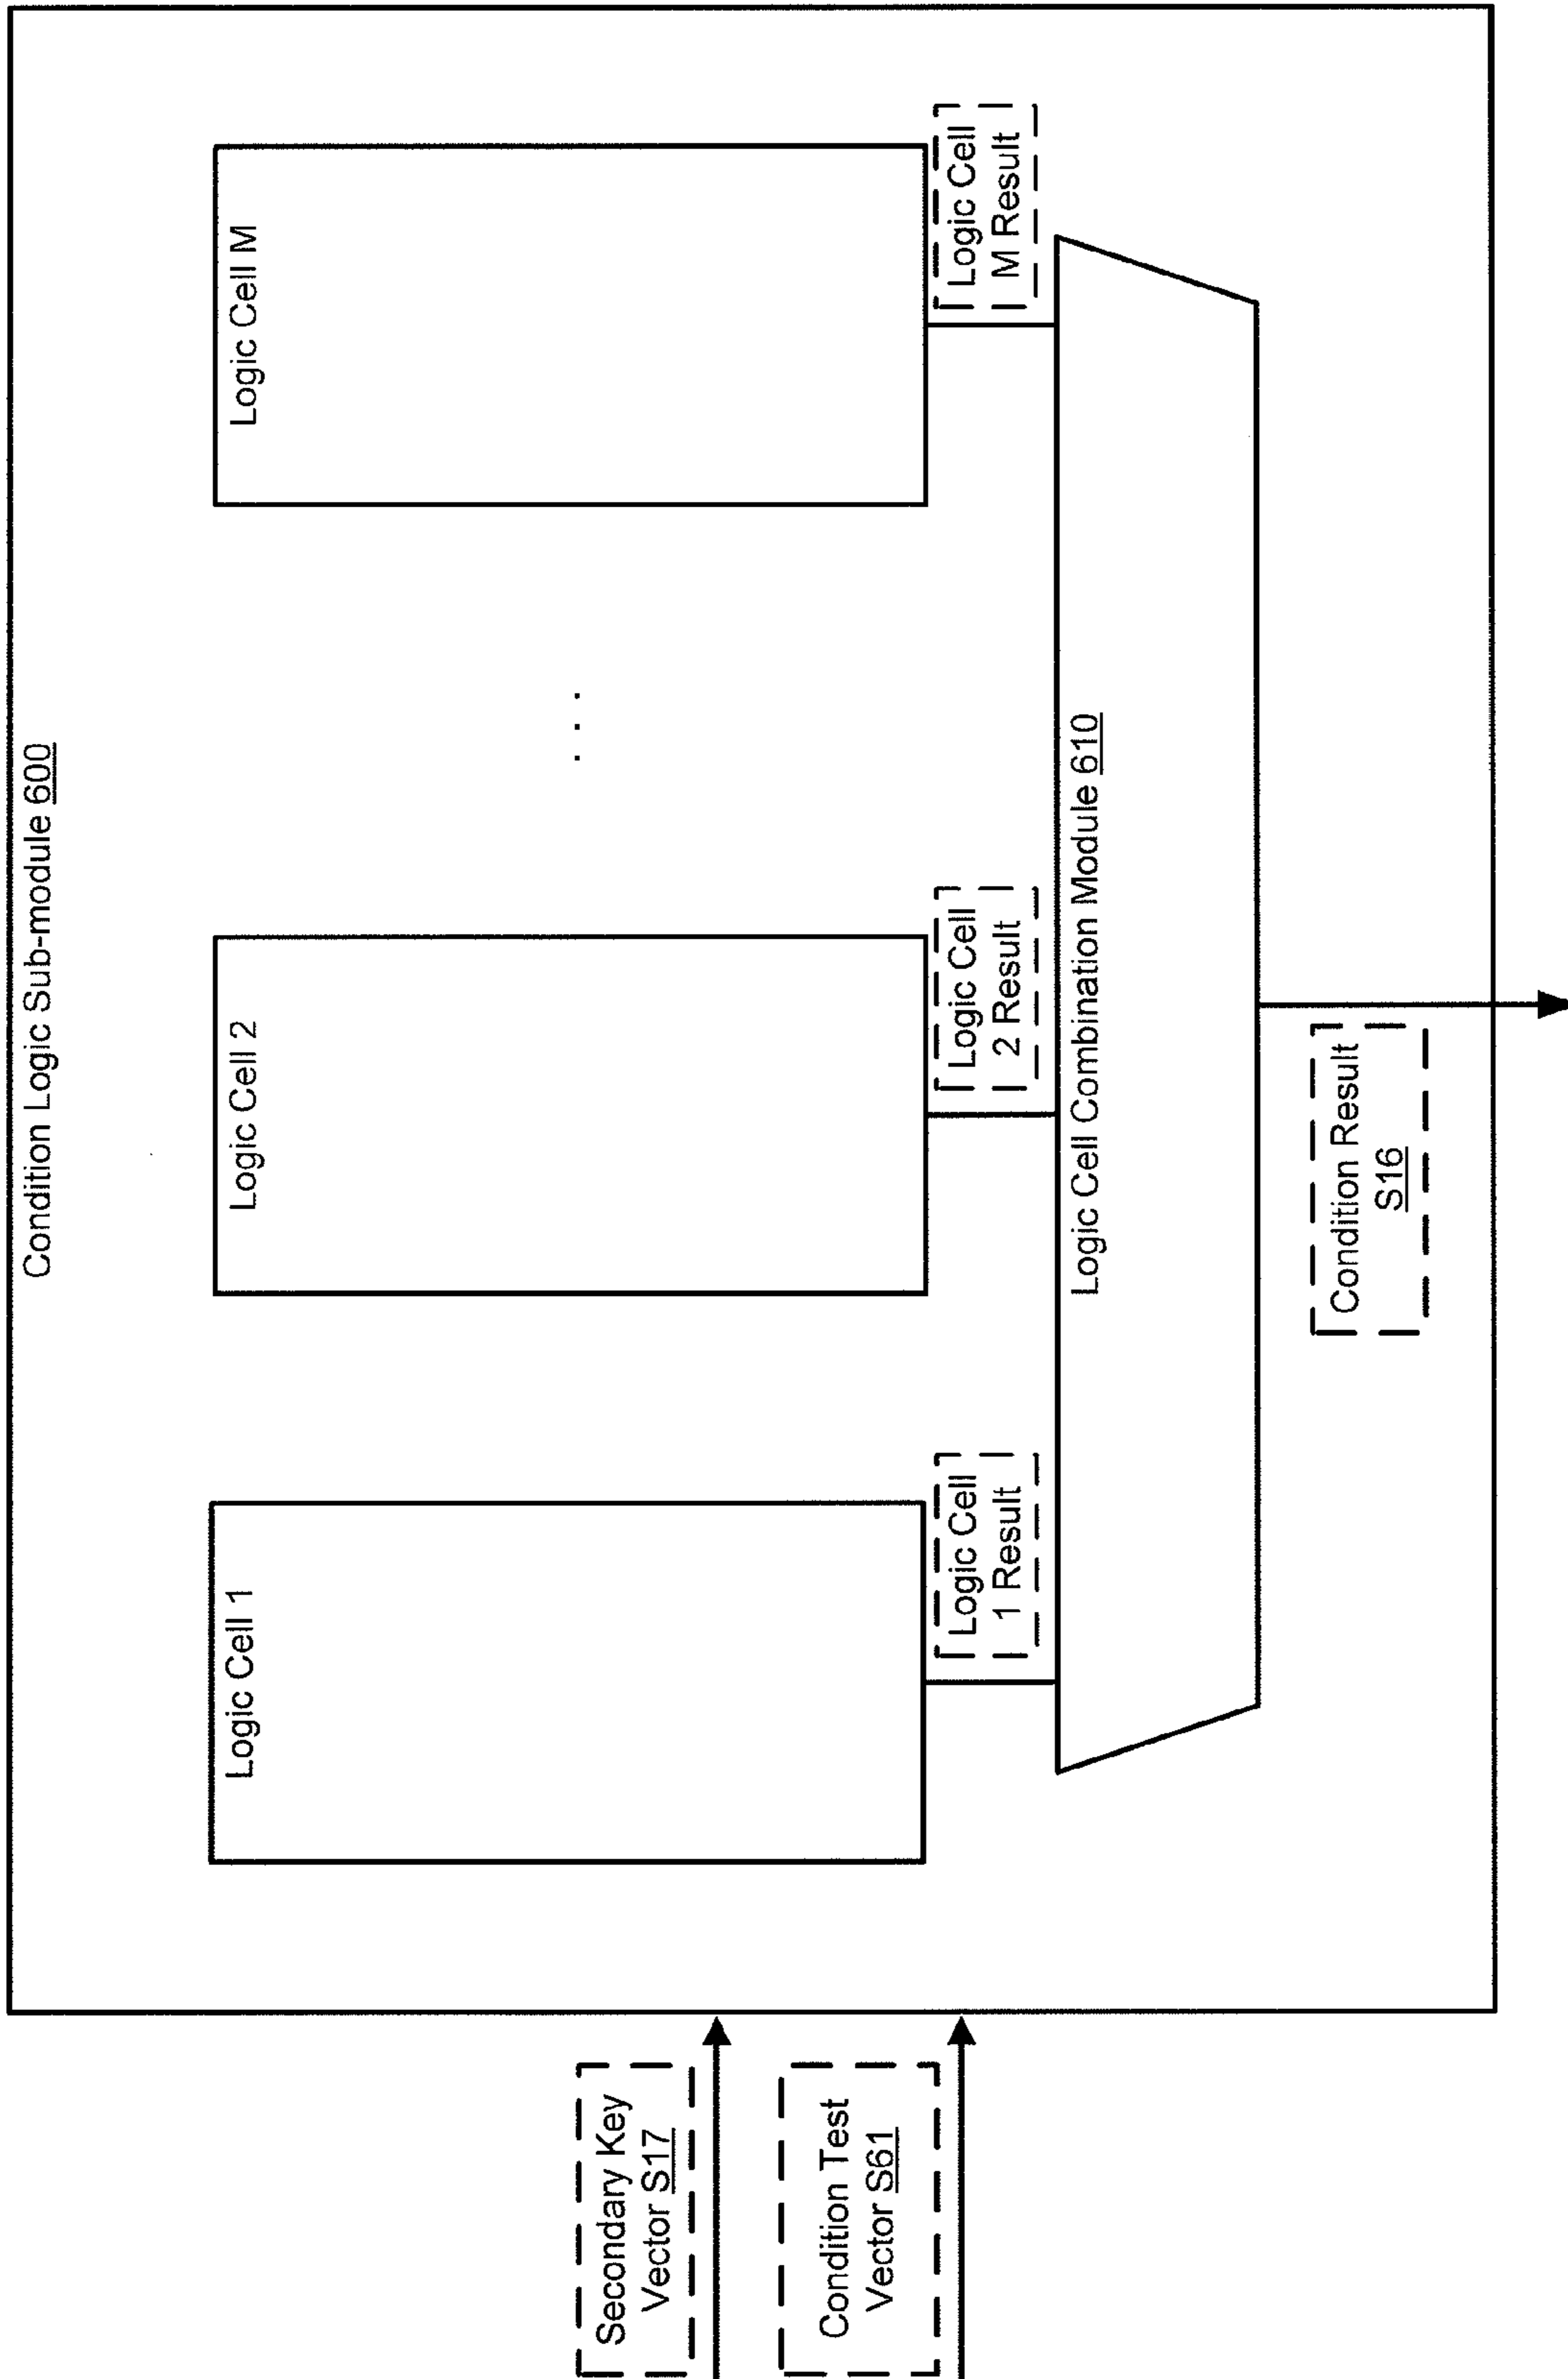 Condition Logic Sub-module 600
Logic Cell 1
Logic Cell 2
. . .
Logic Cell M
Secondary Key
Vector S17
Condition Test
Vector S61
Logic Cell
1 Result
Logic Cell
2 Result
Logic Cell
M Result
Logic Cell Combination Module 610
Condition Result
S16